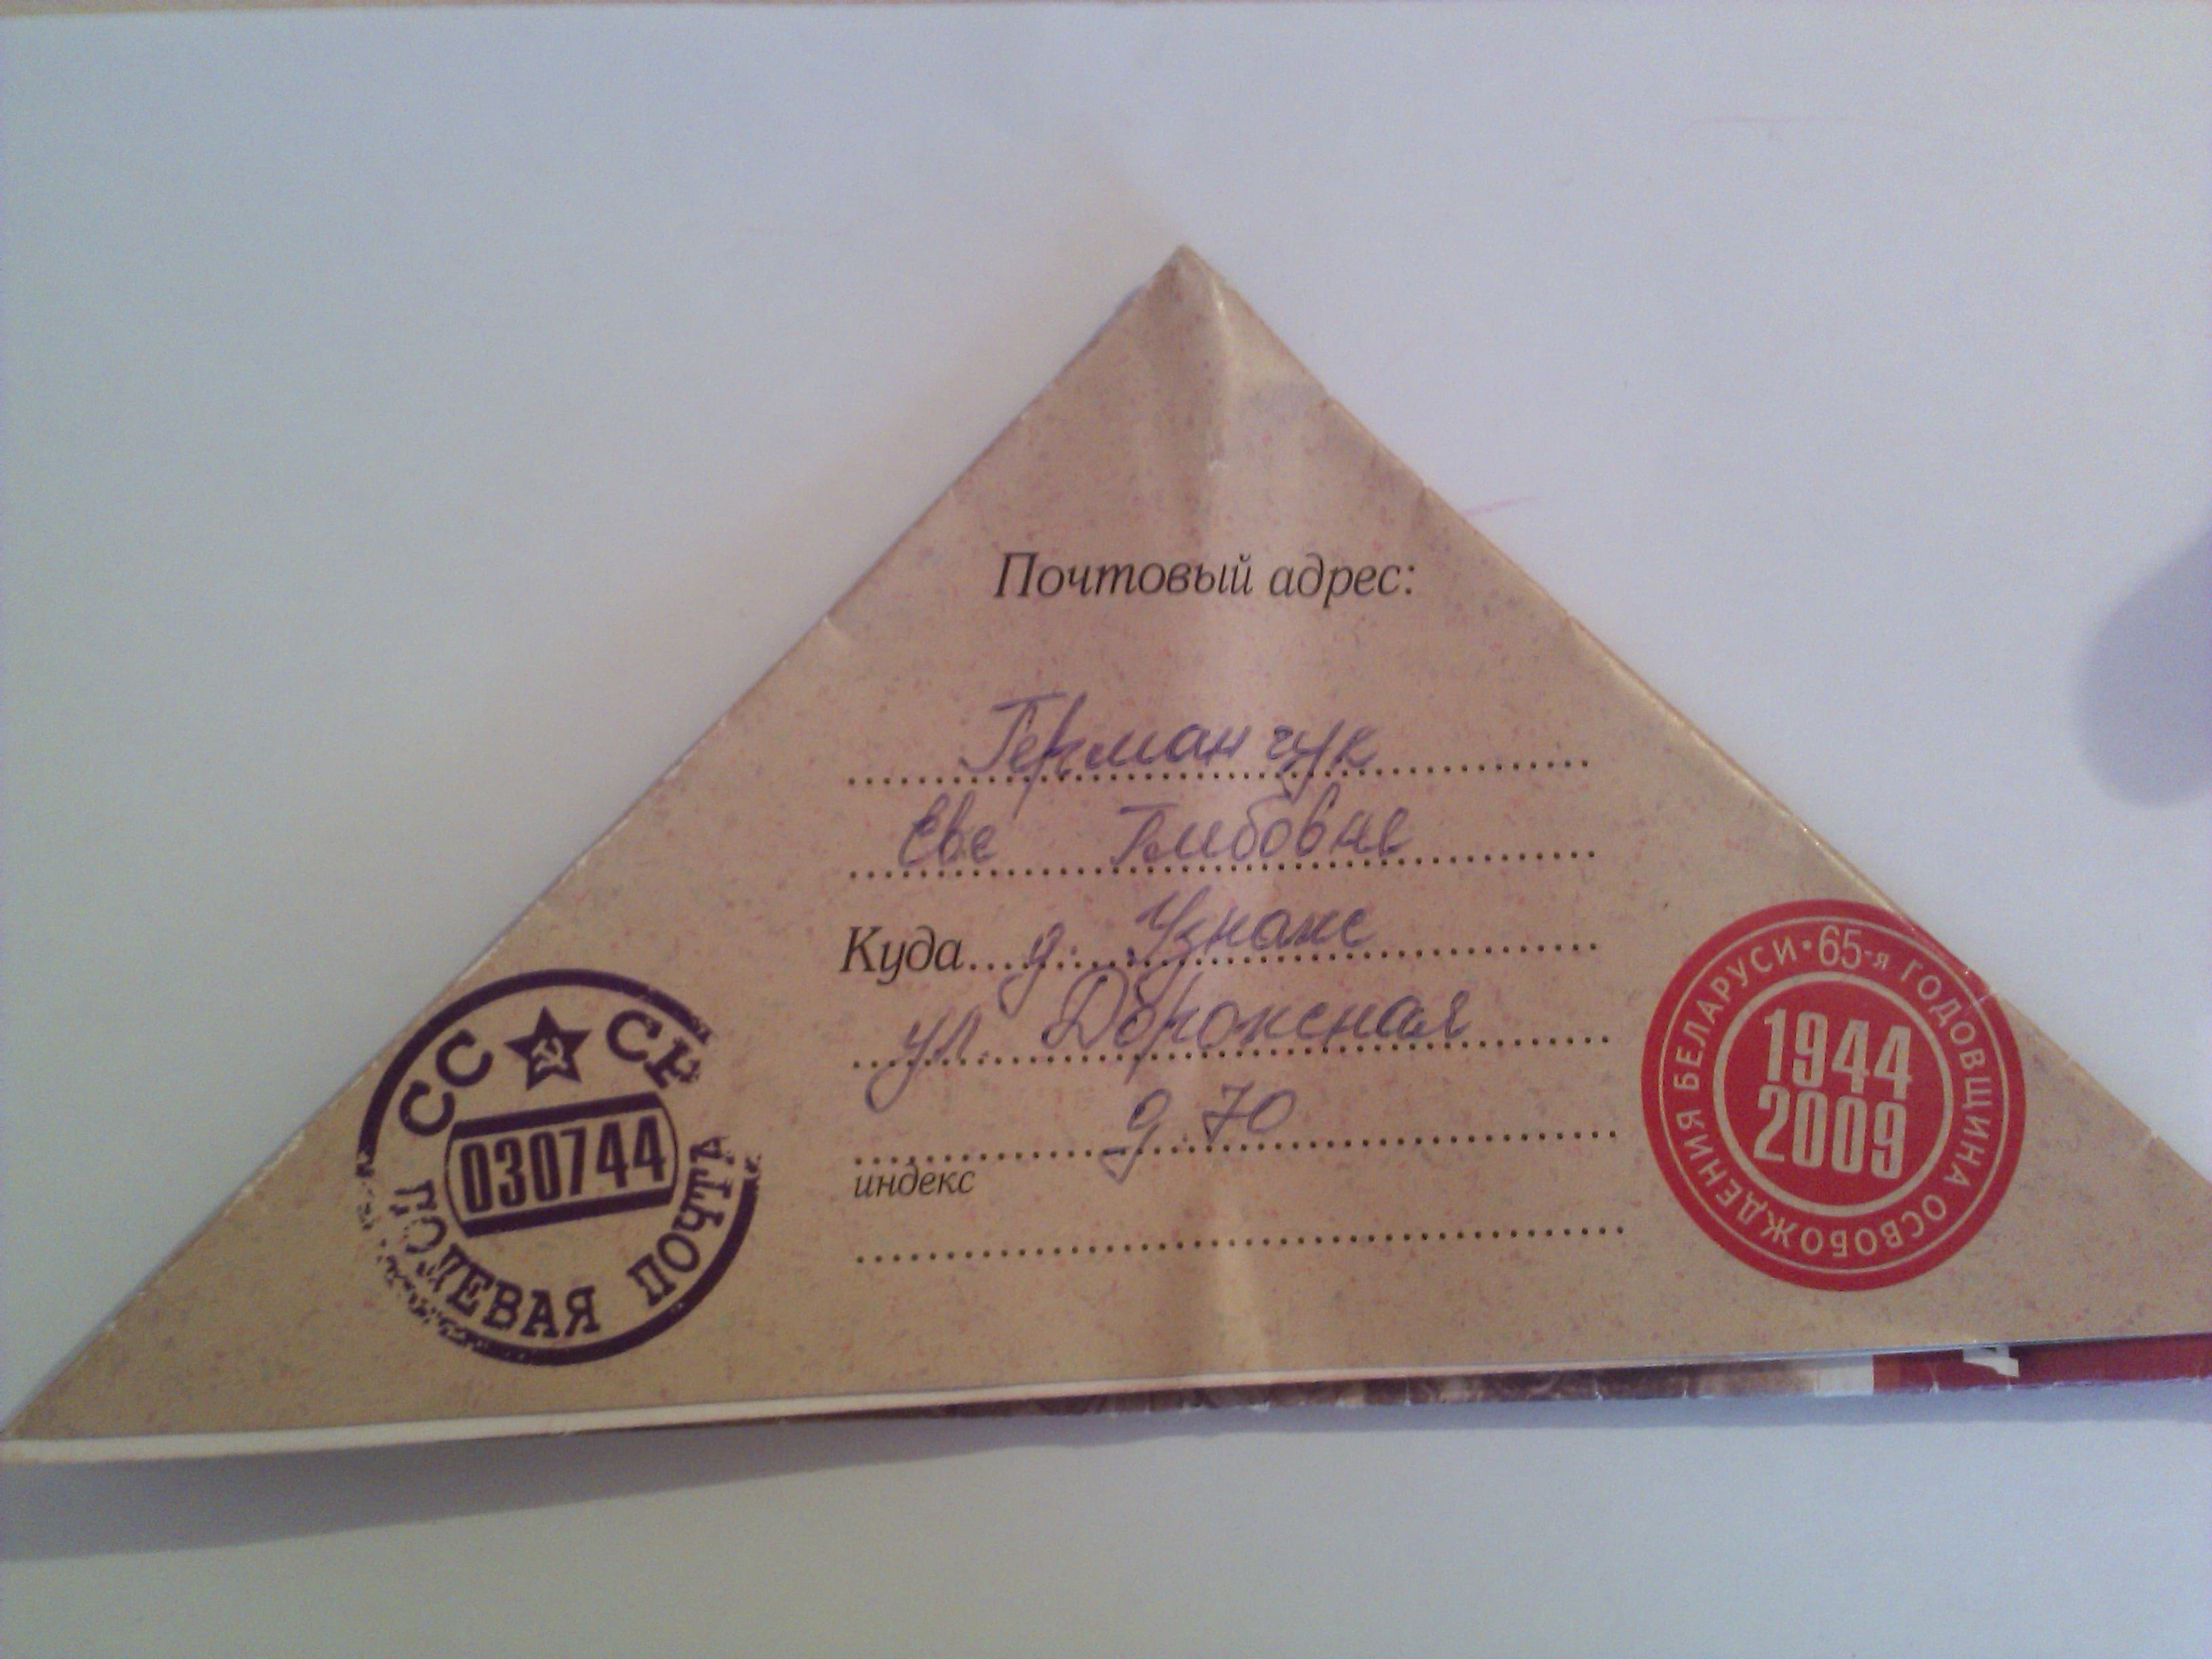 Почтовый адрес:
Германчук
Еве Глебовне
Куда д.
ул. Дорожная
д. 70
индекс
СССР
030744
ПОЛЕВАЯ ПОЧТА
65-я ГОДОВЩИНА ОСВОБОЖДЕНИЯ БЕЛАРУСИ •
1944
2009